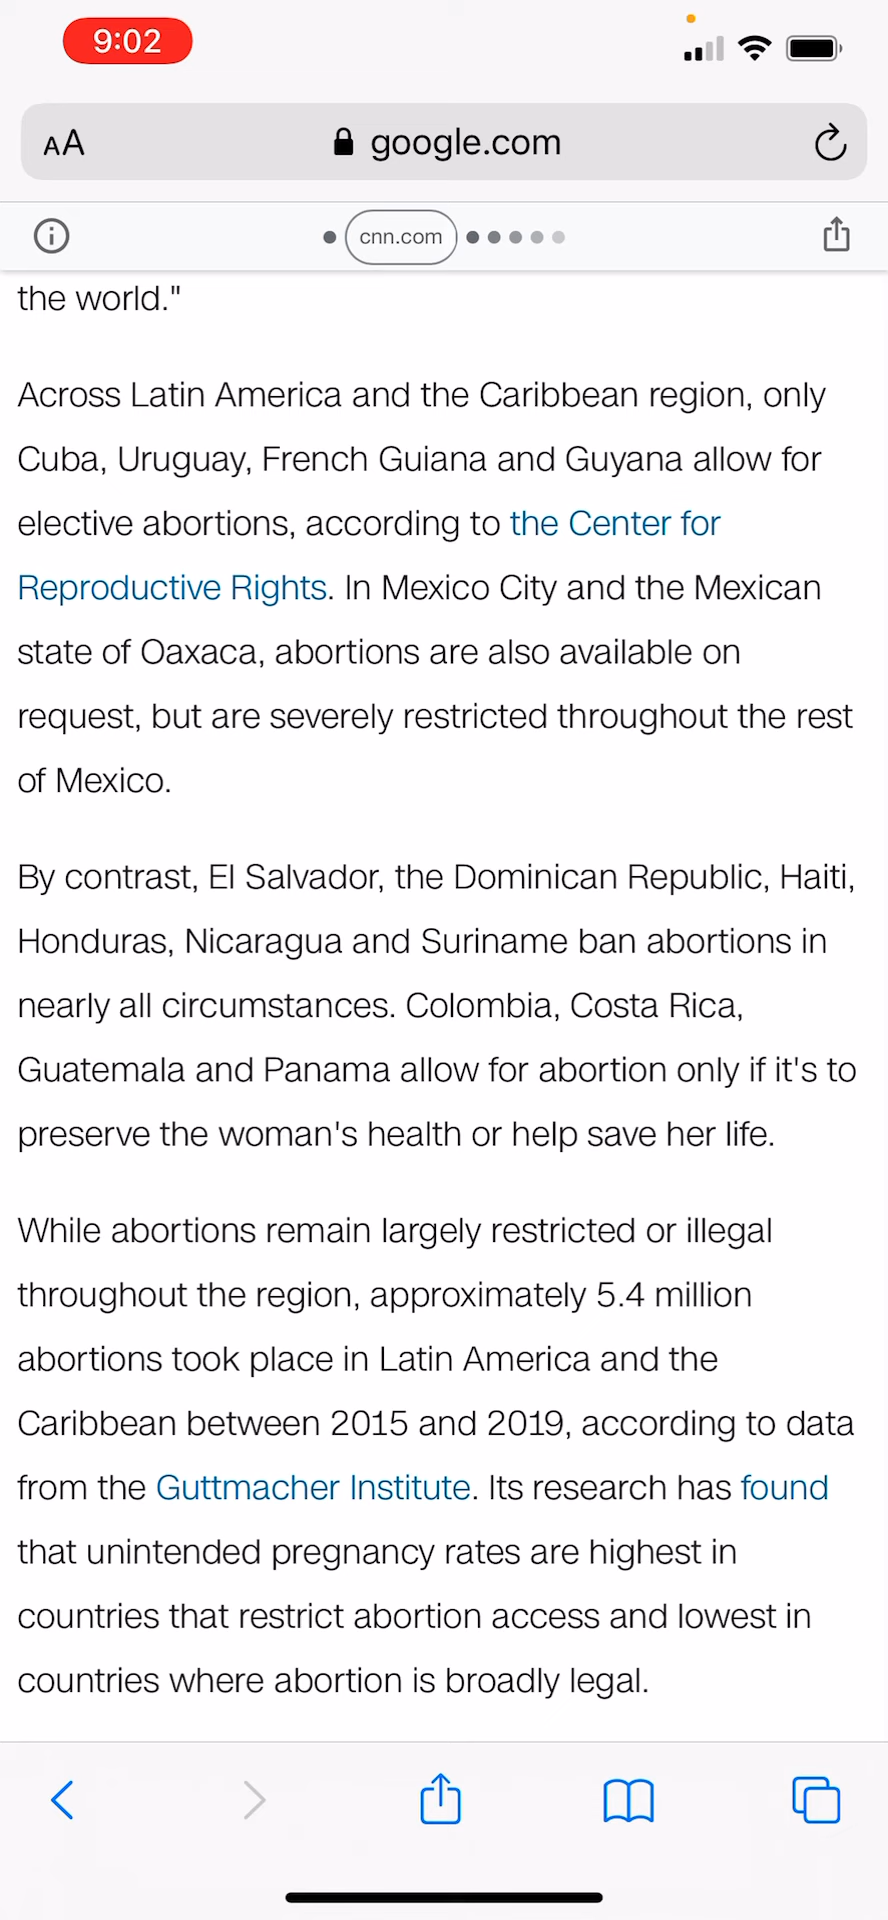 9:02
AA google.com
cnn.com
the world."
Across Latin America and the Caribbean region, only
Cuba, Uruguay, French Guiana and Guyana allow for
elective abortions, according to the Center for
Reproductive Rights. In Mexico City and the Mexican
state of Oaxaca, abortions are also available on
request, but are severely restricted throughout the rest
of Mexico.
By contrast, El Salvador, the Dominican Republic, Haiti,
Honduras, Nicaragua and Suriname ban abortions in
nearly all circumstances. Colombia, Costa Rica,
Guatemala and Panama allow for abortion only if it's to
preserve the woman's health or help save her life.
While abortions remain largely restricted or illegal
throughout the region, approximately 5.4 million
abortions took place in Latin America and the
Caribbean between 2015 and 2019, according to data
from the Guttmacher Institute. Its research has found
that unintended pregnancy rates are highest in
countries that restrict abortion access and lowest in
countries where abortion is broadly legal.